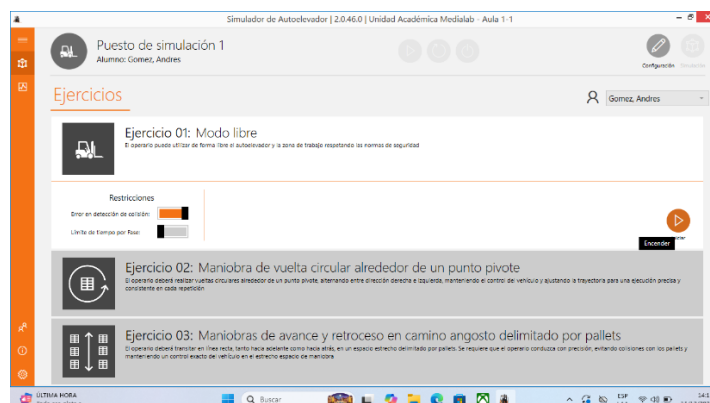 Simulador de Autoelevador | 2.0.46.0 | Unidad Académica Medialab - Aula 1-1
Puesto de simulación 1
Alumno: Gomez, Andres
Configuración
Ejercicios
Gomez, Andres
Ejercicio 01: Modo libre
El operario puede utilizar de forma libre el autoelevador y la zona de trabajo respetando las normas de seguridad
Restricciones
Error en detección de colisión:
Límite de tiempo por Fase:
Encender
Ejercicio 02: Maniobra de vuelta circular alrededor de un punto pivote
El operario deberá realizar vueltas circulares alrededor de un punto pivote, alternando entre dirección derecha e izquierda, manteniendo el control del vehículo y ajustando la trayectoria para una ejecución precisa y
consistente en cada repetición
Ejercicio 03: Maniobras de avance y retroceso en camino angosto delimitado por pallets
El operario deberá transitar en línea recta, tanto hacia adelante como hacia atrás, en un espacio estrecho delimitado por pallets. Se requiere que el operario conduzca con precisión, evitando colisiones con los pallets y
manteniendo un control exacto del vehículo en el estrecho espacio de maniobra
ÚLTIMA HORA
Buscar
ESP